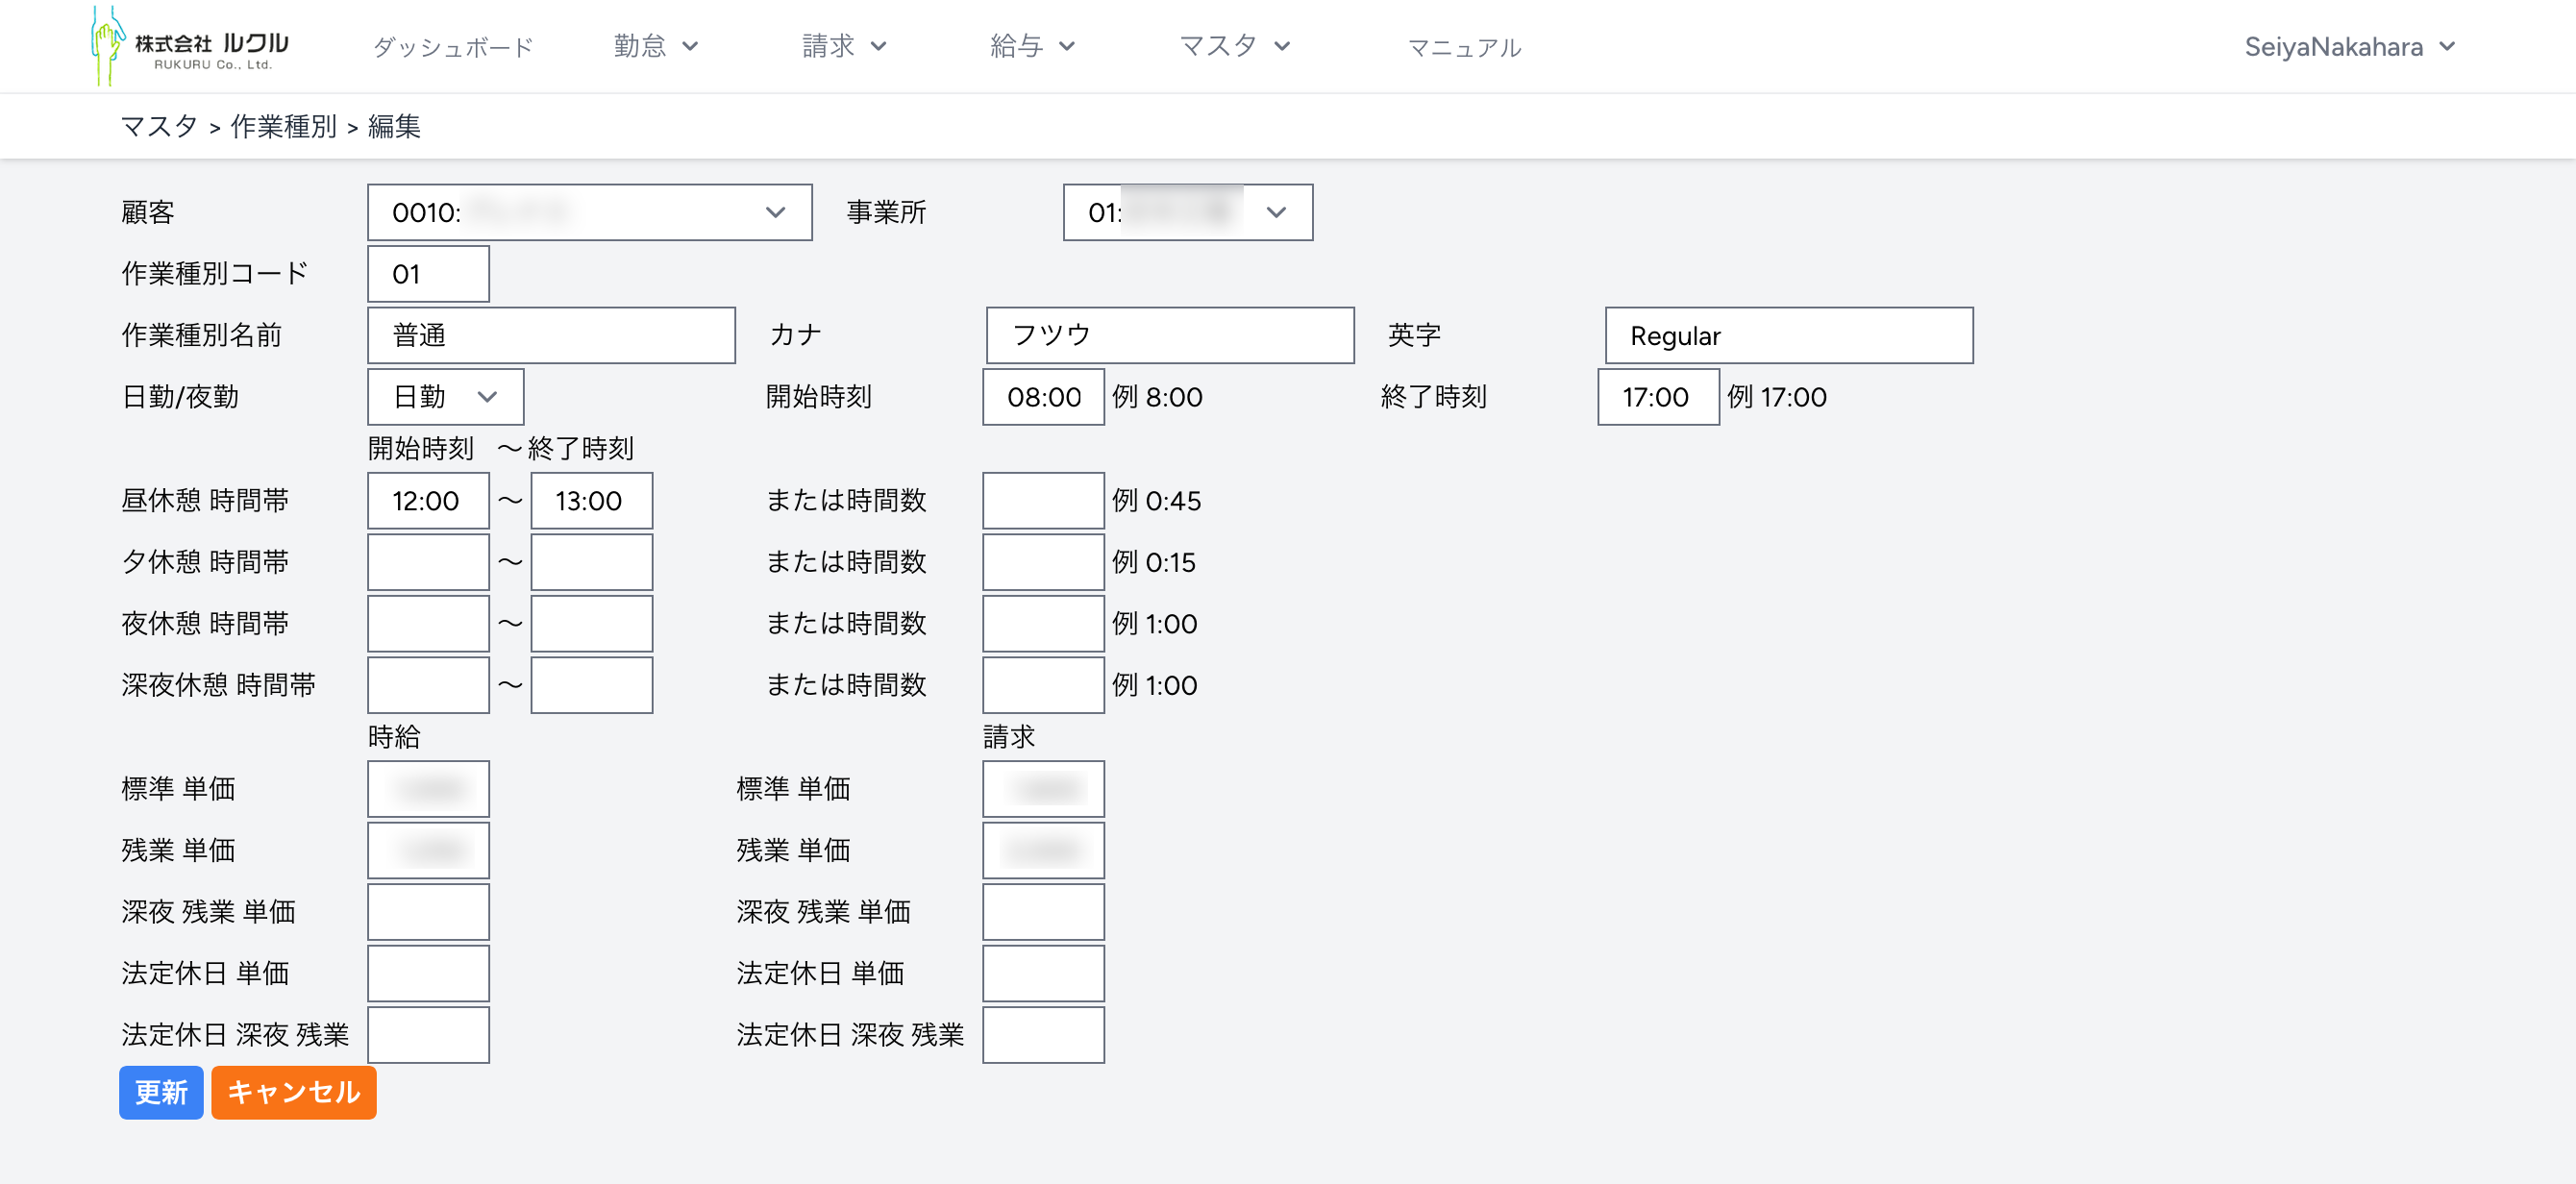 株式会社 ルクル
RUKURU Co., Ltd.
ダッシュボード 勤怠 請求 給与 マスタ マニュアル SeiyaNakahara
マスタ > 作業種別 > 編集
顧客 0010: 事業所 01:
作業種別コード 01
作業種別名前 普通 カナ フツウ 英字 Regular
日勤/夜勤 日勤 開始時刻 08:00 例 8:00 終了時刻 17:00 例 17:00
開始時刻 ～終了時刻
昼休憩 時間帯 12:00 ～ 13:00 または時間数 例 0:45
夕休憩 時間帯 ～ または時間数 例 0:15
夜休憩 時間帯 ～ または時間数 例 1:00
深夜休憩 時間帯 ～ または時間数 例 1:00
時給 請求
標準 単価 標準 単価
残業 単価 残業 単価
深夜 残業 単価 深夜 残業 単価
法定休日 単価 法定休日 単価
法定休日 深夜 残業 法定休日 深夜 残業
更新 キャンセル